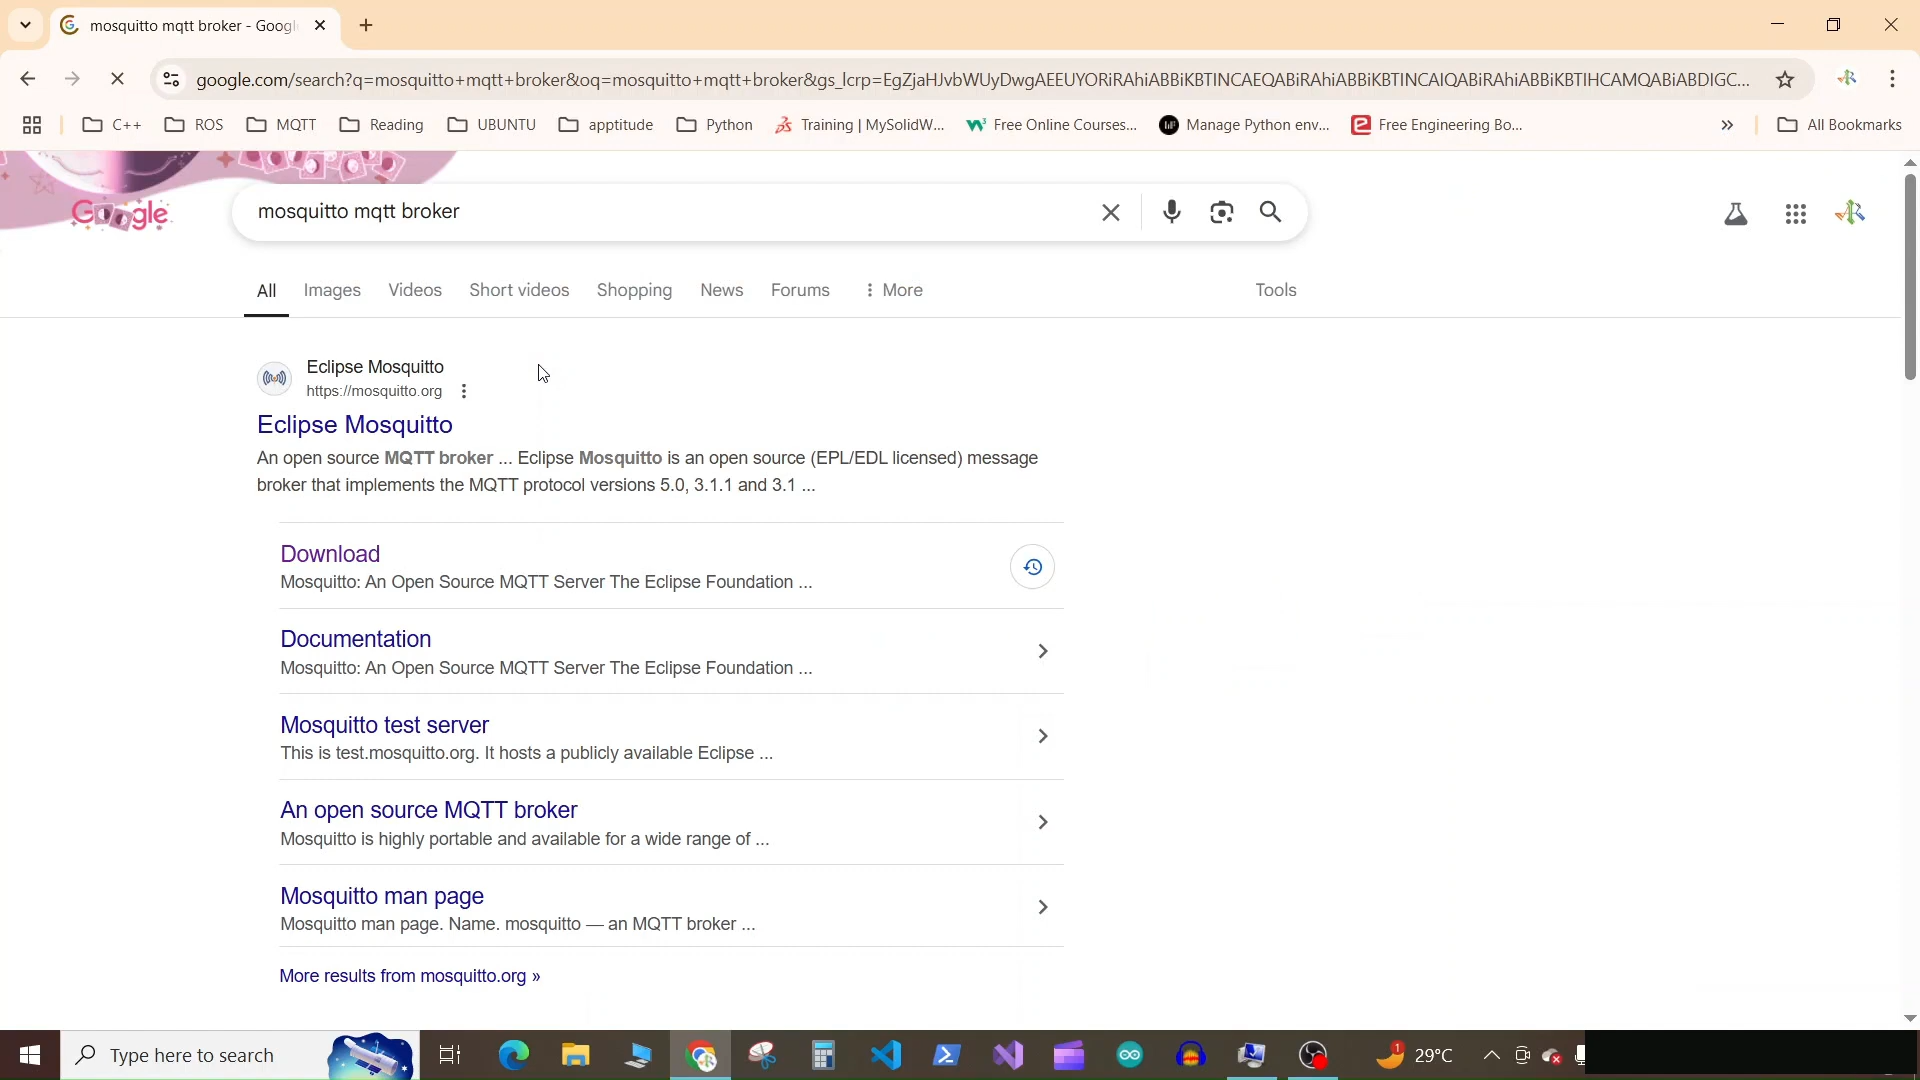 mosquitto mqtt broker - Googl
google.com/search?q=mosquitto+mqtt+broker&oq=mosquitto+mqtt+broker&gs_lcrp=EgZjaHJvbWUyDwgAEEUYORiRAhiABBiKBTINCAEQABiRAhiABBiKBTINCAIQABiRAhiABBiKBTIHCAMQABiABDIGC...
C++ ROS MQTT Reading UBUNTU apptitude Python Training | MySolidW... Free Online Courses... Manage Python env... Free Engineering Bo... » All Bookmarks
Google
mosquitto mqtt broker
All Images Videos Short videos Shopping News Forums More Tools
Eclipse Mosquitto
https://mosquitto.org
Eclipse Mosquitto
An open source MQTT broker ... Eclipse Mosquitto is an open source (EPL/EDL licensed) message
broker that implements the MQTT protocol versions 5.0, 3.1.1 and 3.1 ...
Download
Mosquitto: An Open Source MQTT Server The Eclipse Foundation ...
Documentation
Mosquitto: An Open Source MQTT Server The Eclipse Foundation ...
Mosquitto test server
This is test.mosquitto.org. It hosts a publicly available Eclipse ...
An open source MQTT broker
Mosquitto is highly portable and available for a wide range of ...
Mosquitto man page
Mosquitto man page. Name. mosquitto — an MQTT broker ...
More results from mosquitto.org »
Type here to search
1
29°C